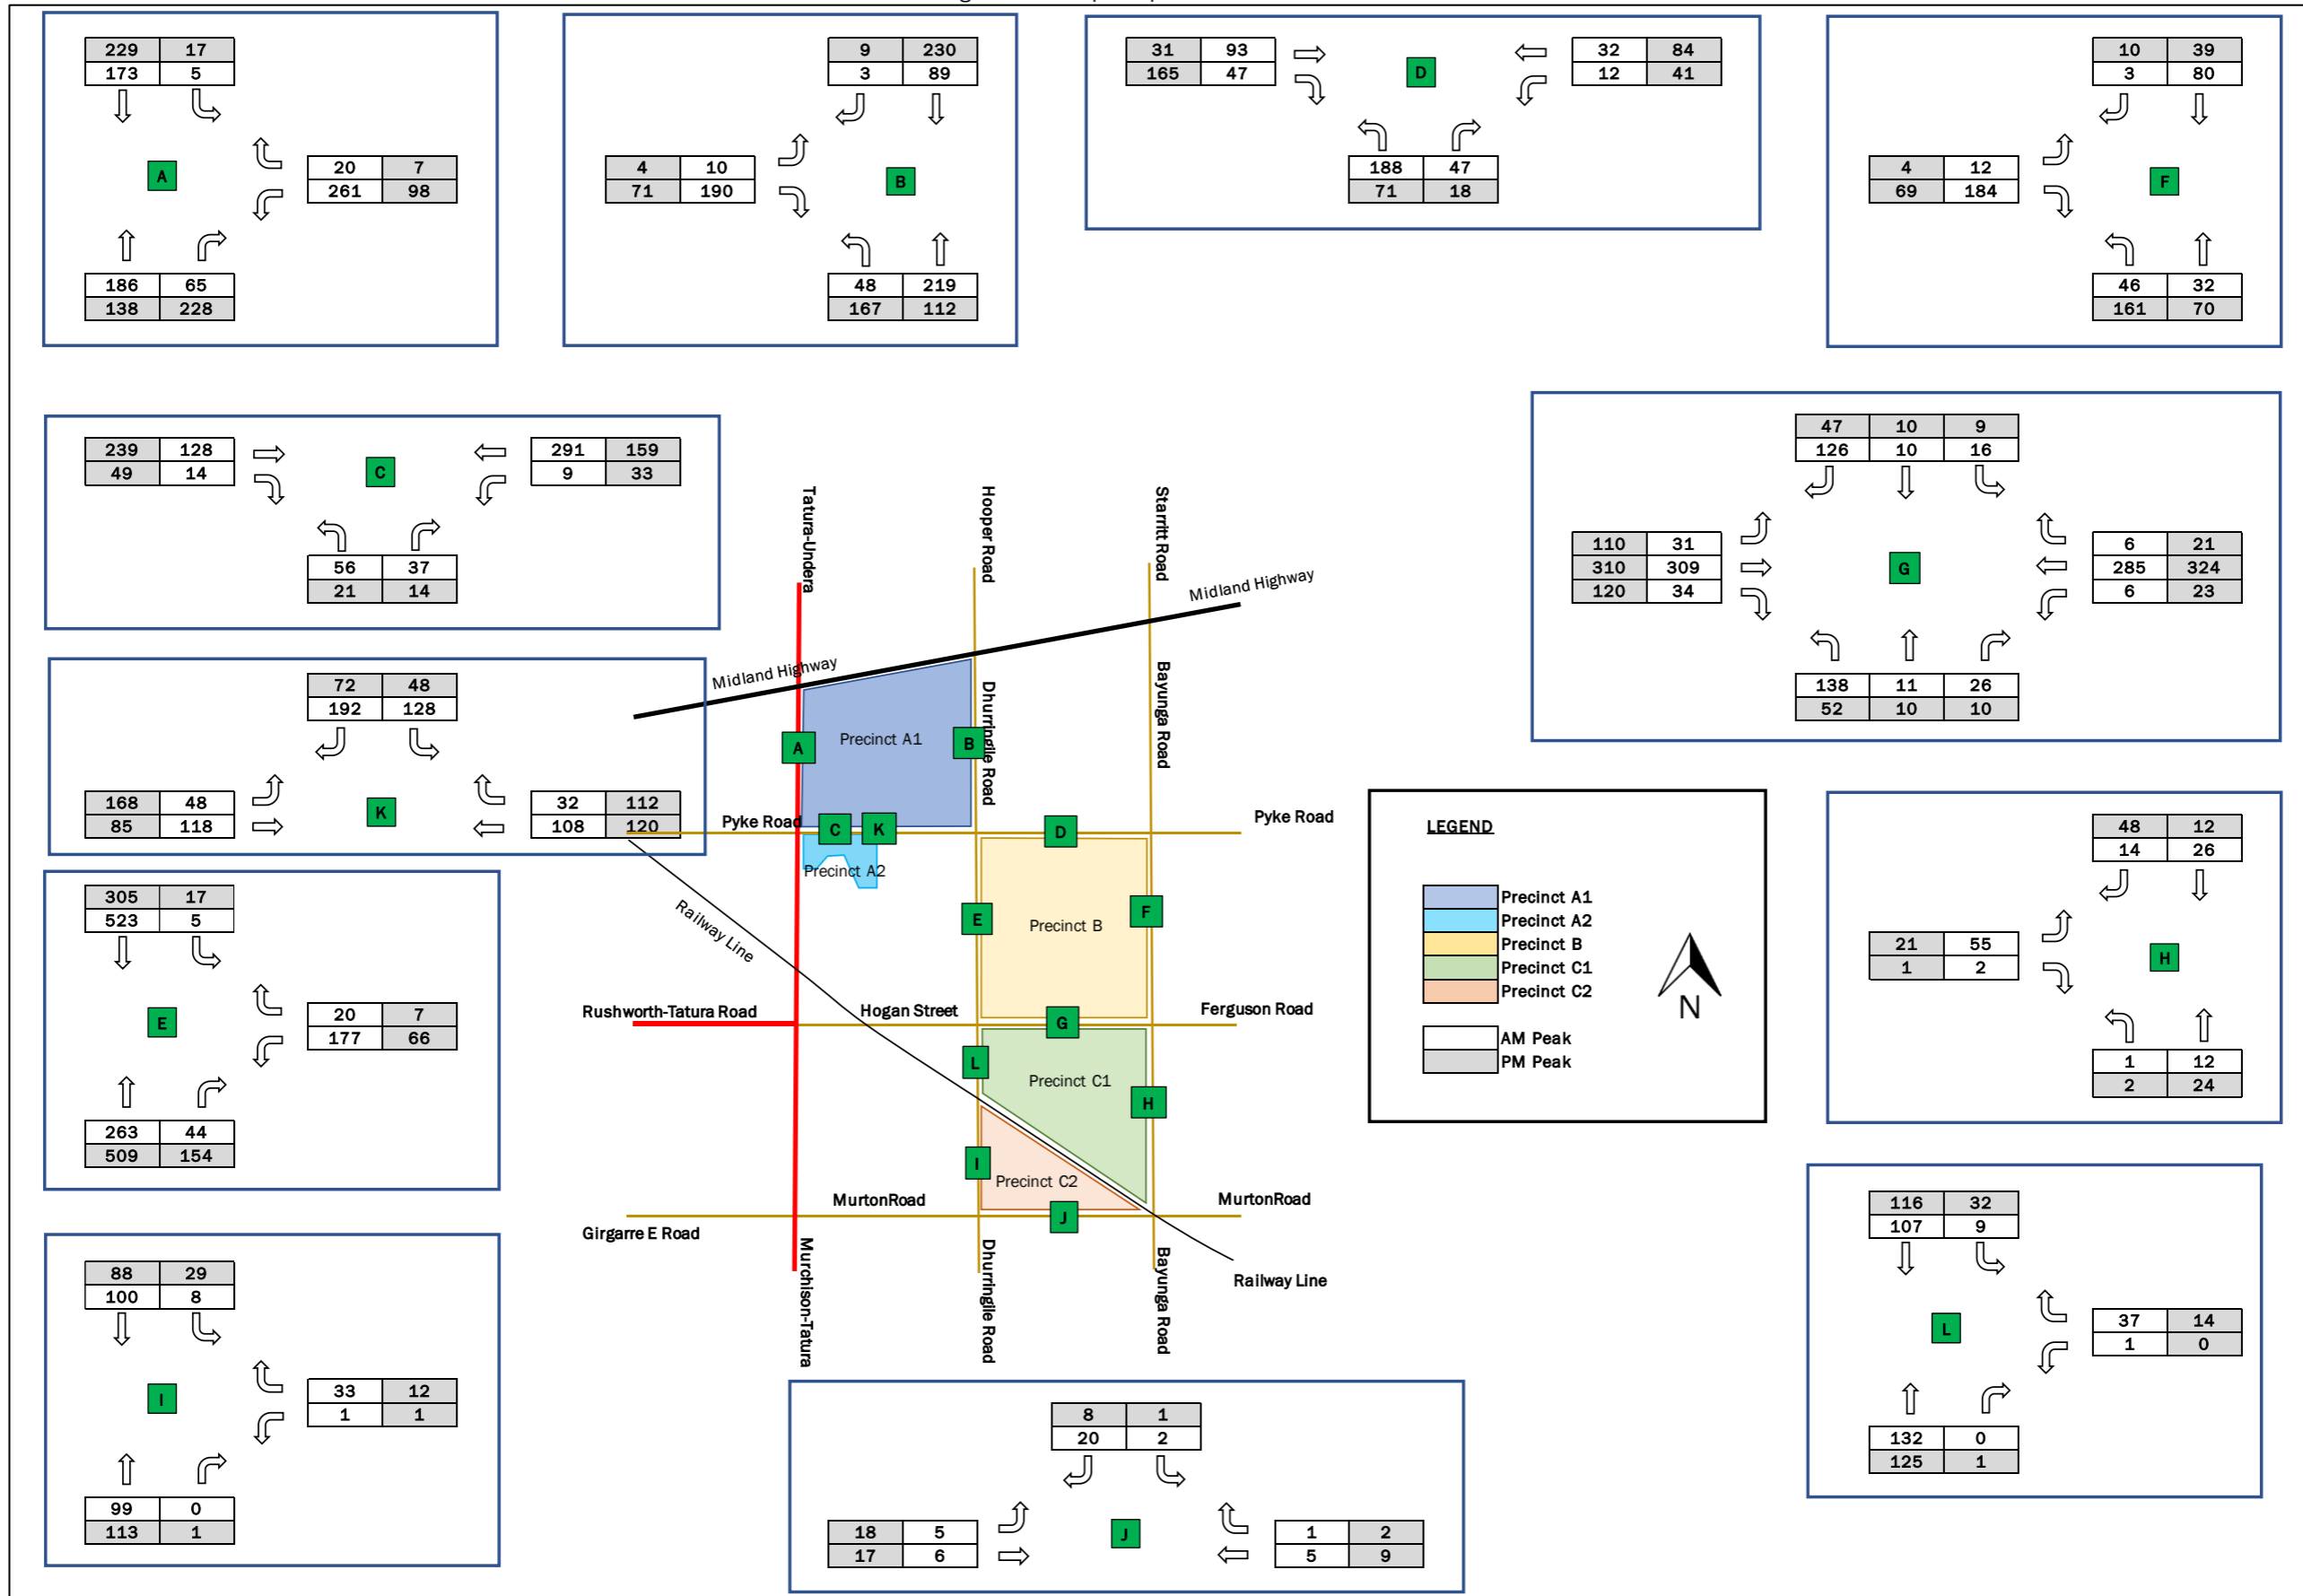 229 17
173 5
A
20 7
261 98
186 65
138 228
9 230
3 89
4 10
71 190
B
48 219
167 112
31 93
165 47
D
32 84
12 41
188 47
71 18
10 39
3 80
4 12
69 184
F
46 32
161 70
239 128
49 14
C
291 159
9 33
56 37
21 14
47 10 9
126 10 16
110 31
310 309
120 34
G
6 21
285 324
6 23
138 11 26
52 10 10
72 48
192 128
168 48
85 118
K
32 112
108 120
305 17
523 5
E
20 7
177 66
263 44
509 154
88 29
100 8
I
33 12
1 1
99 0
113 1
Tatura-Undera
Hooper Road
Starritt Road
Midland Highway
Midland Highway
Dhurringile Road
Bayunga Road
A
Precinct A1
B
Pyke Road
C
K
D
Pyke Road
Precinct A2
Railway Line
E
Precinct B
F
Rushworth-Tatura Road
Hogan Street
G
Ferguson Road
L
Precinct C1
H
I
Precinct C2
MurtonRoad
J
MurtonRoad
Girgarre E Road
Murchison-Tatura
Dhurringile Road
Bayunga Road
Railway Line
LEGEND
Precinct A1
Precinct A2
Precinct B
Precinct C1
Precinct C2
AM Peak
PM Peak
N
48 12
14 26
21 55
1 2
H
1 12
2 24
116 32
107 9
L
37 14
1 0
132 0
125 1
8 1
20 2
18 5
17 6
J
1 2
5 9